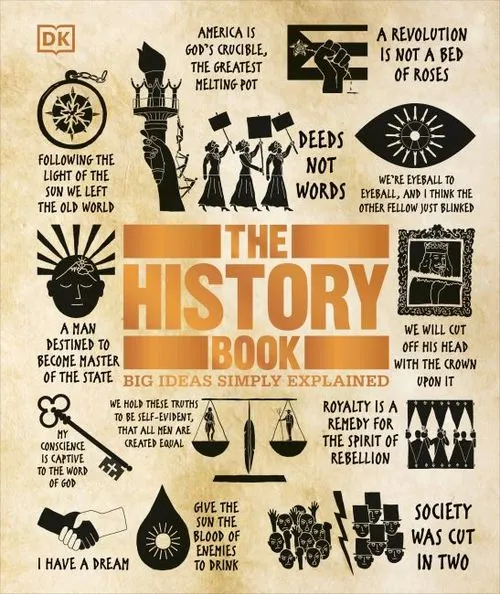 DK
AMERICA IS
GOD'S CRUCIBLE,
THE GREATEST
MELTING POT
A REVOLUTION
IS NOT A BED
OF ROSES
FOLLOWING THE
LIGHT OF THE
SUN WE LEFT
THE OLD WORLD
DEEDS
NOT
WORDS
WE'RE EYEBALL TO
EYEBALL, AND I THINK THE
OTHER FELLOW JUST BLINKED
THE
HISTORY
BOOK
BIG IDEAS SIMPLY EXPLAINED
A MAN
DESTINED TO
BECOME MASTER
OF THE STATE
WE WILL CUT
OFF HIS HEAD
WITH THE CROWN
UPON IT
MY
CONSCIENCE
IS CAPTIVE
TO THE WORD
OF GOD
WE HOLD THESE TRUTHS
TO BE SELF-EVIDENT,
THAT ALL MEN ARE
CREATED EQUAL
ROYALTY IS A
REMEDY FOR
THE SPIRIT OF
REBELLION
I HAVE A DREAM
GIVE THE
SUN THE
BLOOD OF
ENEMIES
TO DRINK
SOCIETY
WAS CUT
IN TWO